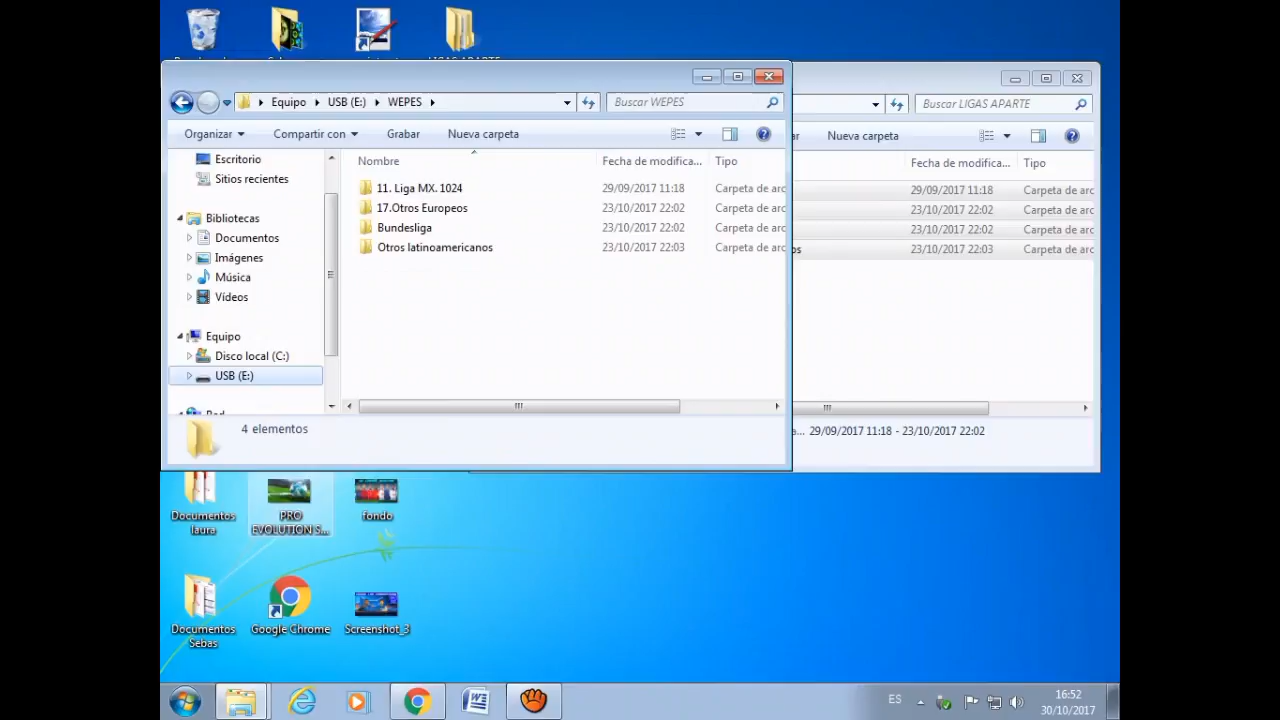 Equipo ▸ USB (E:) ▸ WEPES ▸
Buscar WEPES
Buscar LIGAS APARTE
Organizar
Compartir con
Grabar
Nueva carpeta
Nueva carpeta
Nombre
Fecha de modifica...
Tipo
Fecha de modifica...
Tipo
Escritorio
Sitios recientes
Bibliotecas
Documentos
Imágenes
Música
Vídeos
Equipo
Disco local (C:)
USB (E:)
11. Liga MX. 1024
29/09/2017 11:18
Carpeta de arc
17.Otros Europeos
23/10/2017 22:02
Carpeta de arc
Bundesliga
23/10/2017 22:02
Carpeta de arc
Otros latinoamericanos
23/10/2017 22:03
Carpeta de arc
29/09/2017 11:18
Carpeta de arc
23/10/2017 22:02
Carpeta de arc
23/10/2017 22:02
Carpeta de arc
os
23/10/2017 22:03
Carpeta de arc
4 elementos
a... 29/09/2017 11:18 - 23/10/2017 22:02
Documentos
laura
PRO
EVOLUTION S...
fondo
Documentos
Sebas
Google Chrome
Screenshot_3
ES
16:52
30/10/2017